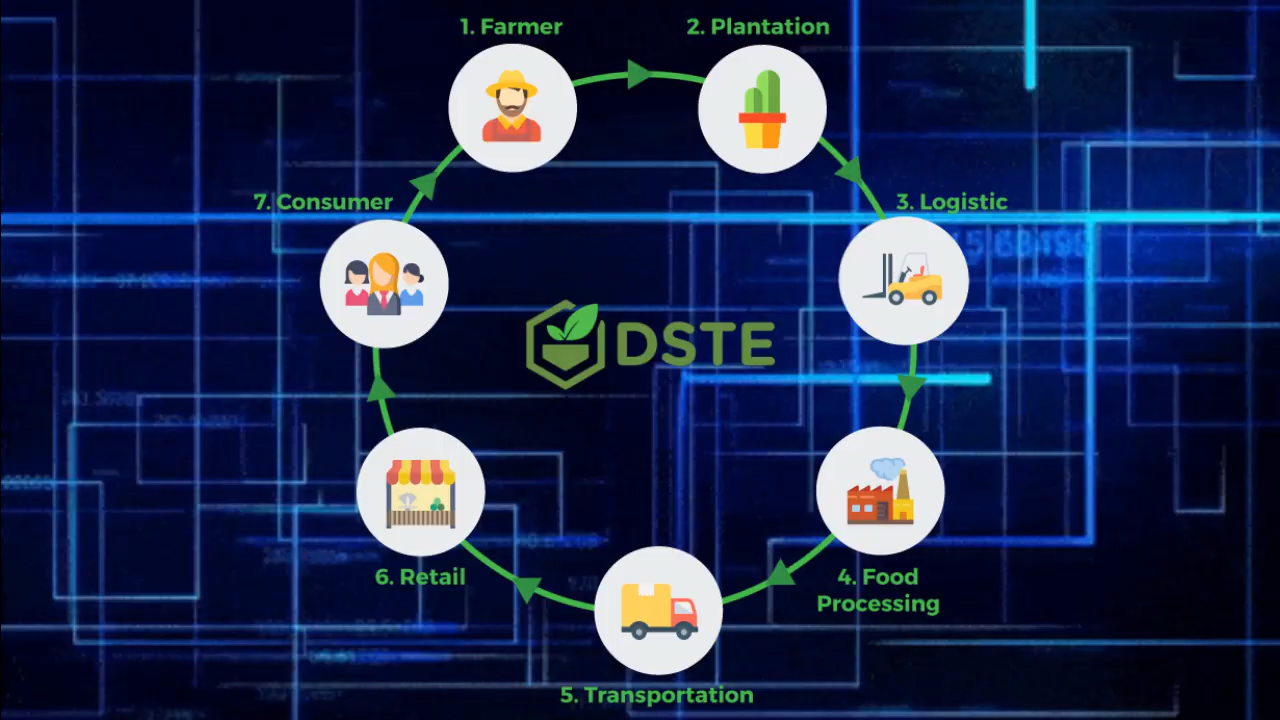 1. Farmer
2. Plantation
7. Consumer
3. Logistic
DSTE
6. Retail
4. Food
Processing
5. Transportation